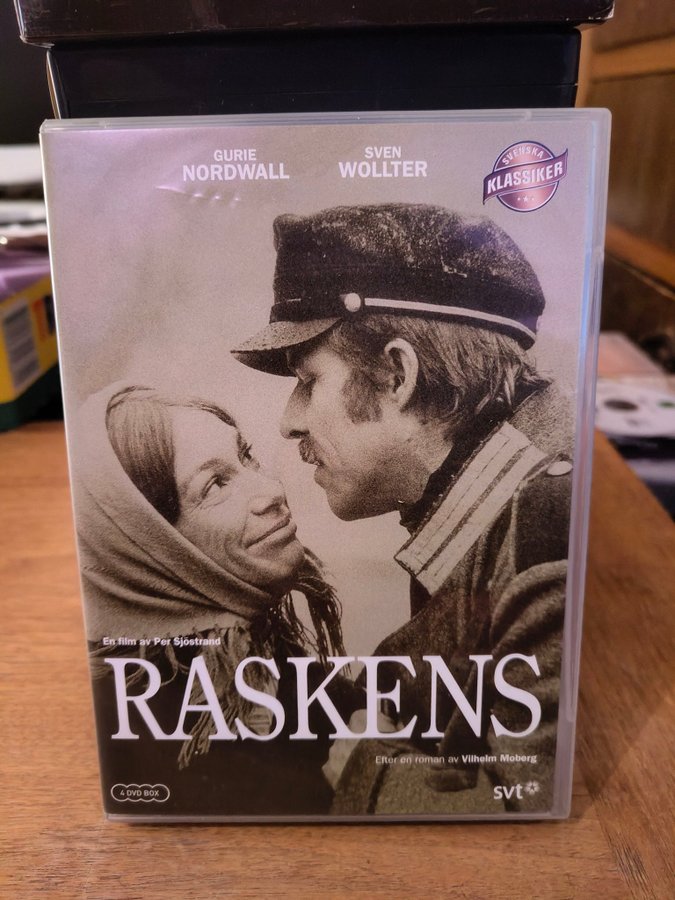 GURIE
NORDWALL
SVEN
WOLLTER
SVENSKA
KLASSIKER
En film av Per Sjöstrand
RASKENS
Efter en roman av Vilhelm Moberg
4 DVD BOX
svt